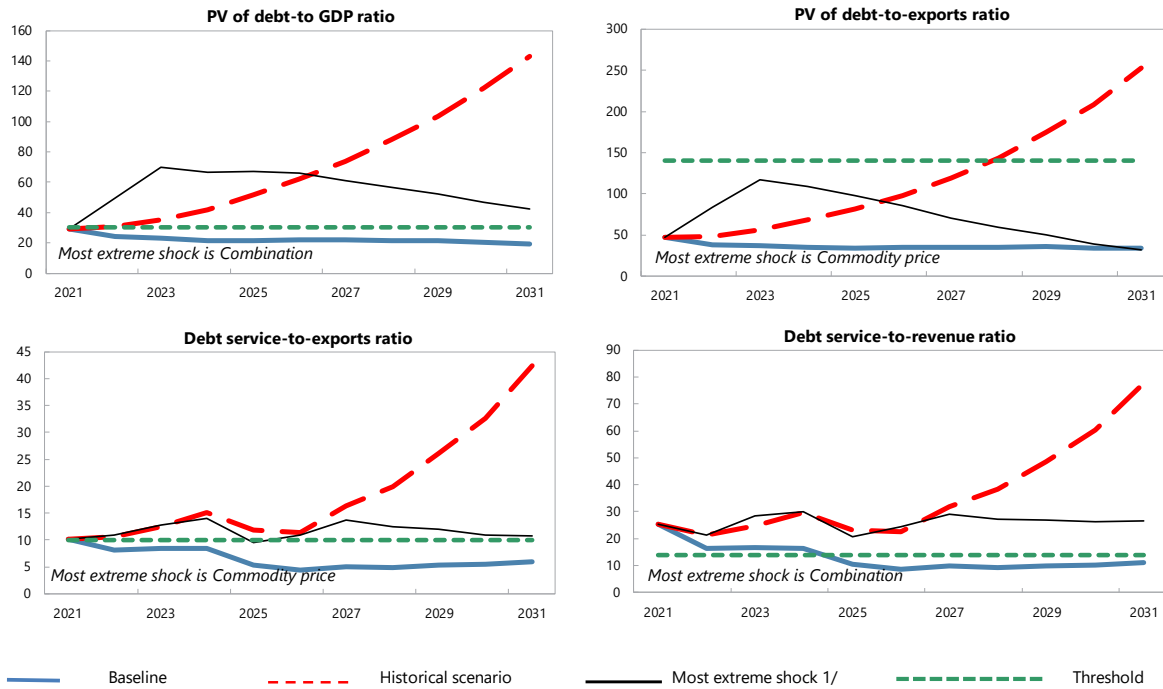 PV of debt-to GDP ratio
160
140
120
100
80
60
40
20
0
Most extreme shock is Combination
2021 2023 2025 2027 2029 2031
PV of debt-to-exports ratio
300
250
200
150
100
50
0
Most extreme shock is Commodity price
2021 2023 2025 2027 2029 2031
Debt service-to-exports ratio
45
40
35
30
25
20
15
10
5
0
Most extreme shock is Commodity price
2021 2023 2025 2027 2029 2031
Debt service-to-revenue ratio
90
80
70
60
50
40
30
20
10
0
Most extreme shock is Combination
2021 2023 2025 2027 2029 2031
Baseline Historical scenario Most extreme shock 1/ Threshold